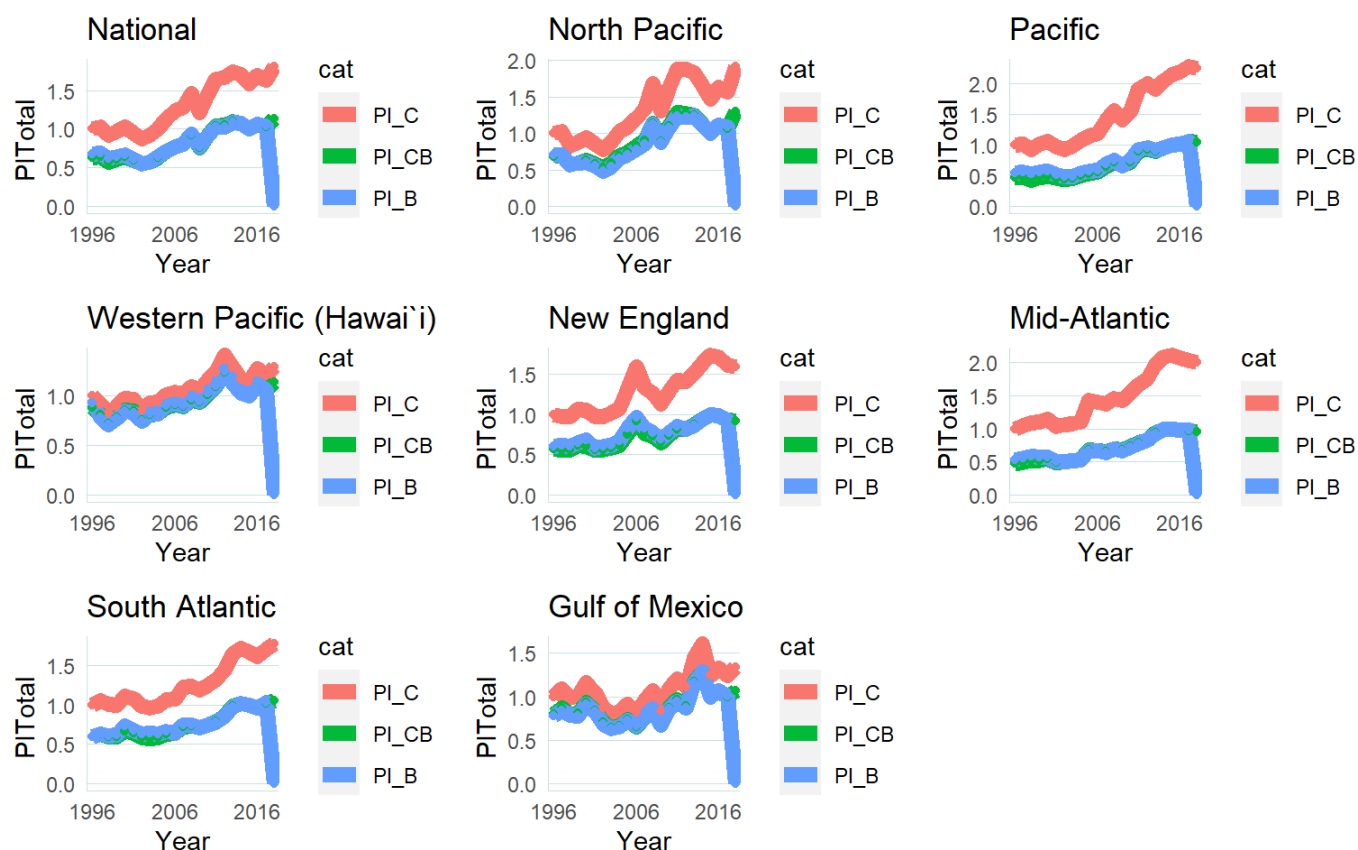 National
PITotal
1.5
1.0
0.5
0.0
1996 2006 2016
Year
cat
PI_C
PI_CB
PI_B
North Pacific
PITotal
2.0
1.5
1.0
0.5
0.0
1996 2006 2016
Year
cat
PI_C
PI_CB
PI_B
Pacific
PITotal
2.0
1.5
1.0
0.5
0.0
1996 2006 2016
Year
cat
PI_C
PI_CB
PI_B
Western Pacific (Hawai`i)
PITotal
1.0
0.5
0.0
1996 2006 2016
Year
cat
PI_C
PI_CB
PI_B
New England
PITotal
1.5
1.0
0.5
0.0
1996 2006 2016
Year
cat
PI_C
PI_CB
PI_B
Mid-Atlantic
PITotal
2.0
1.5
1.0
0.5
0.0
1996 2006 2016
Year
cat
PI_C
PI_CB
PI_B
South Atlantic
PITotal
1.5
1.0
0.5
0.0
1996 2006 2016
Year
cat
PI_C
PI_CB
PI_B
Gulf of Mexico
PITotal
1.5
1.0
0.5
0.0
1996 2006 2016
Year
cat
PI_C
PI_CB
PI_B